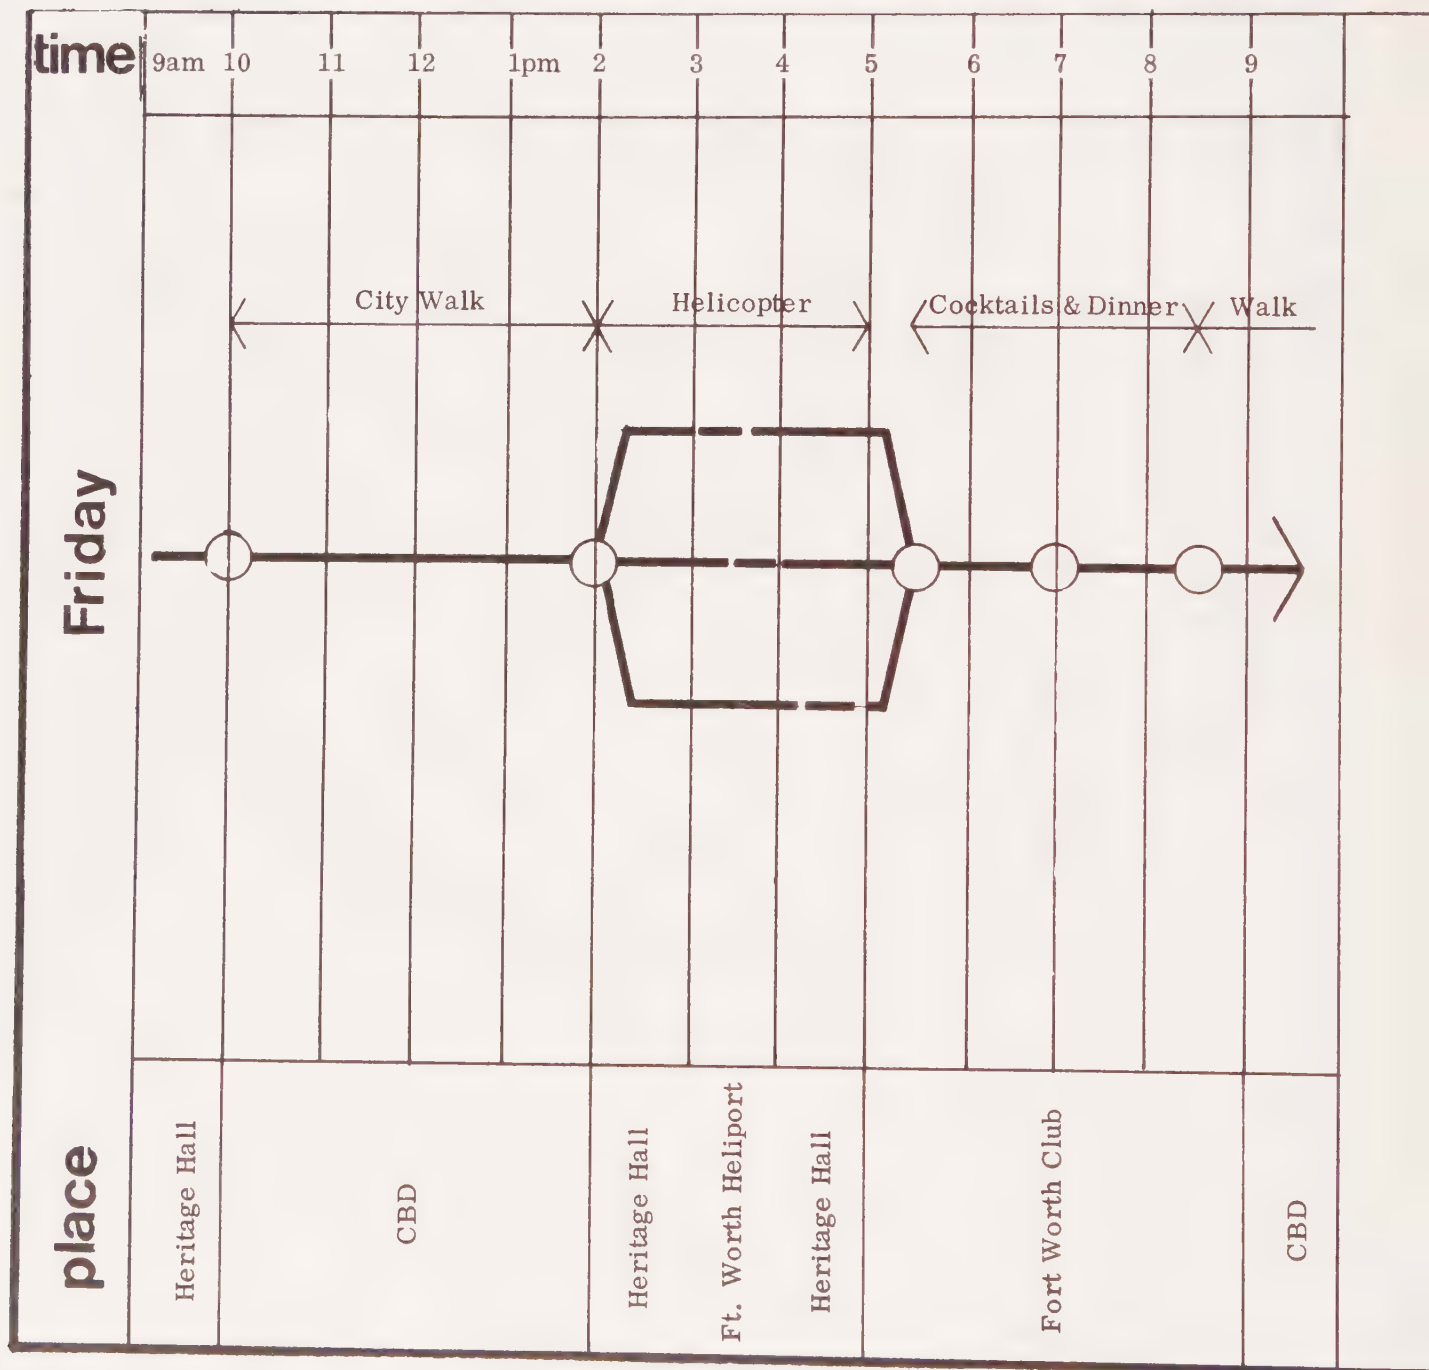 time 9am 10 11 12 1pm 2 3 4 5 6 7 8 9
City Walk Helicopter Cocktails & Dinner Walk
Friday
place
Heritage Hall
CBD
Heritage Hall
Ft. Worth Heliport
Heritage Hall
Fort Worth Club
CBD